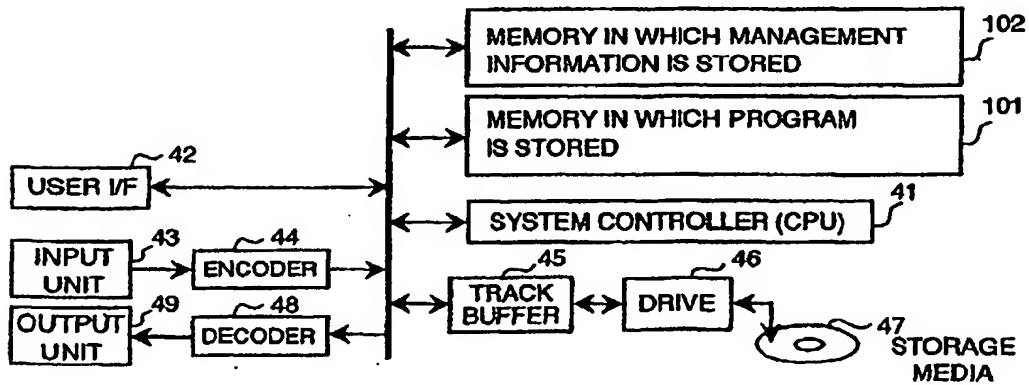 MEMORY IN WHICH MANAGEMENT
INFORMATION IS STORED
102
MEMORY IN WHICH PROGRAM
IS STORED
101
42
USER I/F
SYSTEM CONTROLLER (CPU)
41
43
INPUT
UNIT
44
ENCODER
45
TRACK
BUFFER
46
DRIVE
49
OUTPUT
UNIT
48
DECODER
47
STORAGE
MEDIA